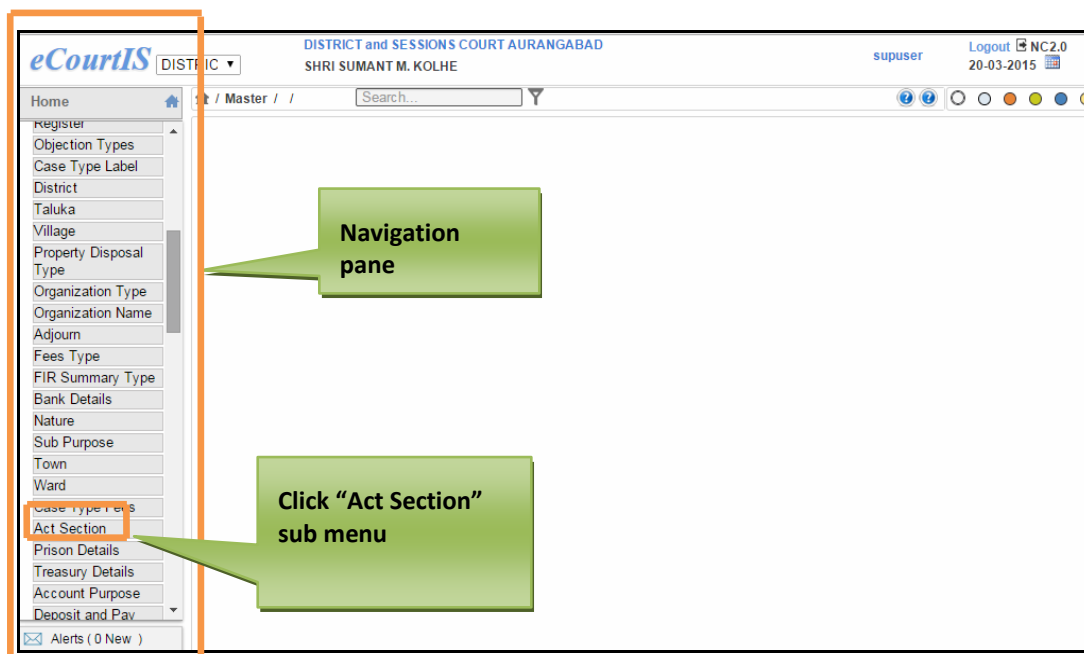 eCourtIS DISTRIC
DISTRICT and SESSIONS COURT AURANGABAD
SHRI SUMANT M. KOLHE
supuser
Logout NC2.0
20-03-2015
Home
/ Master / /
Search...
Register
Objection Types
Case Type Label
District
Taluka
Village
Property Disposal
Type
Organization Type
Organization Name
Adjourn
Fees Type
FIR Summary Type
Bank Details
Nature
Sub Purpose
Town
Ward
Case Type Fees
Act Section
Prison Details
Treasury Details
Account Purpose
Deposit and Pay
Alerts ( 0 New )
Navigation
pane
Click “Act Section”
sub menu